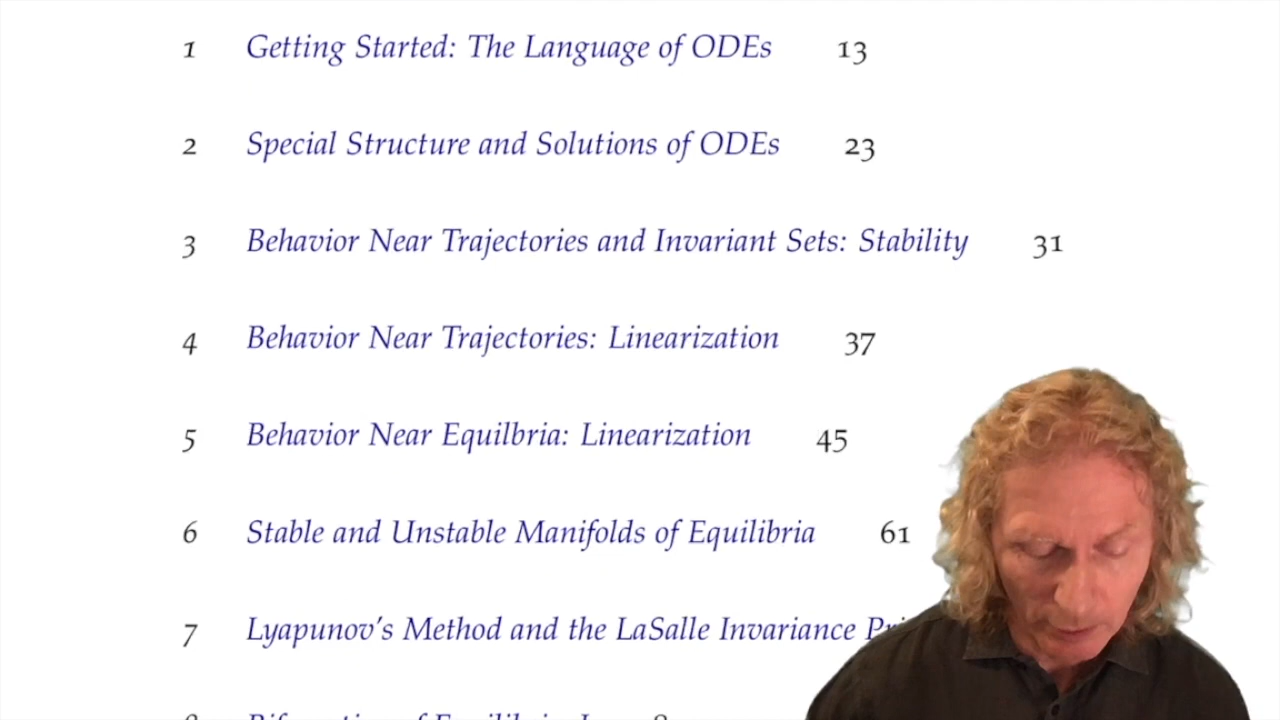 1 Getting Started: The Language of ODEs 13
2 Special Structure and Solutions of ODEs 23
3 Behavior Near Trajectories and Invariant Sets: Stability 31
4 Behavior Near Trajectories: Linearization 37
5 Behavior Near Equilbria: Linearization 45
6 Stable and Unstable Manifolds of Equilibria 61
7 Lyapunov's Method and the LaSalle Invariance